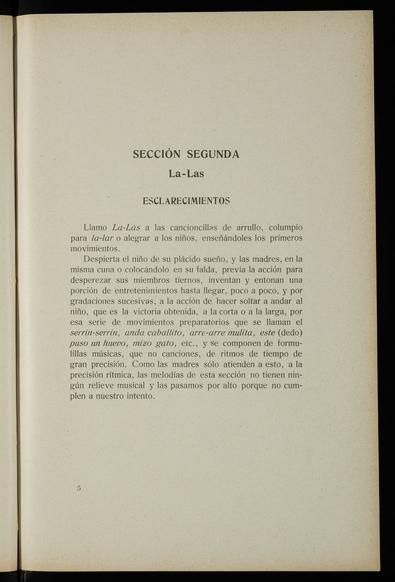 SECCIÓN SEGUNDA
La-Las
ESCLARECIMIENTOS
Llamo La-Las a las cancioncillas de arrullo, columpio
para la-lar o alegrar a los niños, enseñándoles los primeros
movimientos.
Despierta el niño de su plácido sueño, y las madres, en la
misma cuna o colocándolo en su falda, previa la acción para
desperezar sus miembros tiernos, inventan y entonan una
porción de entretenimientos hasta llegar, poco a poco, y por
gradaciones sucesivas, a la acción de hacer soltar a andar al
niño, que es la victoria obtenida, a la corta o a la larga, por
esa serie de movimientos preparatorios que se llaman el
serrín-serrín, anda caballito, arre-arre mulita, este (dedo)
puso un huevo, mizo gato, etc., y se componen de formu-
lillas músicas, que no canciones, de ritmos de tiempo de
gran precisión. Como las madres sólo atienden a esto, a la
precisión rítmica, las melodías de esta sección no tienen nin-
gún relieve musical y las pasamos por alto porque no cum-
plen a nuestro intento.
5